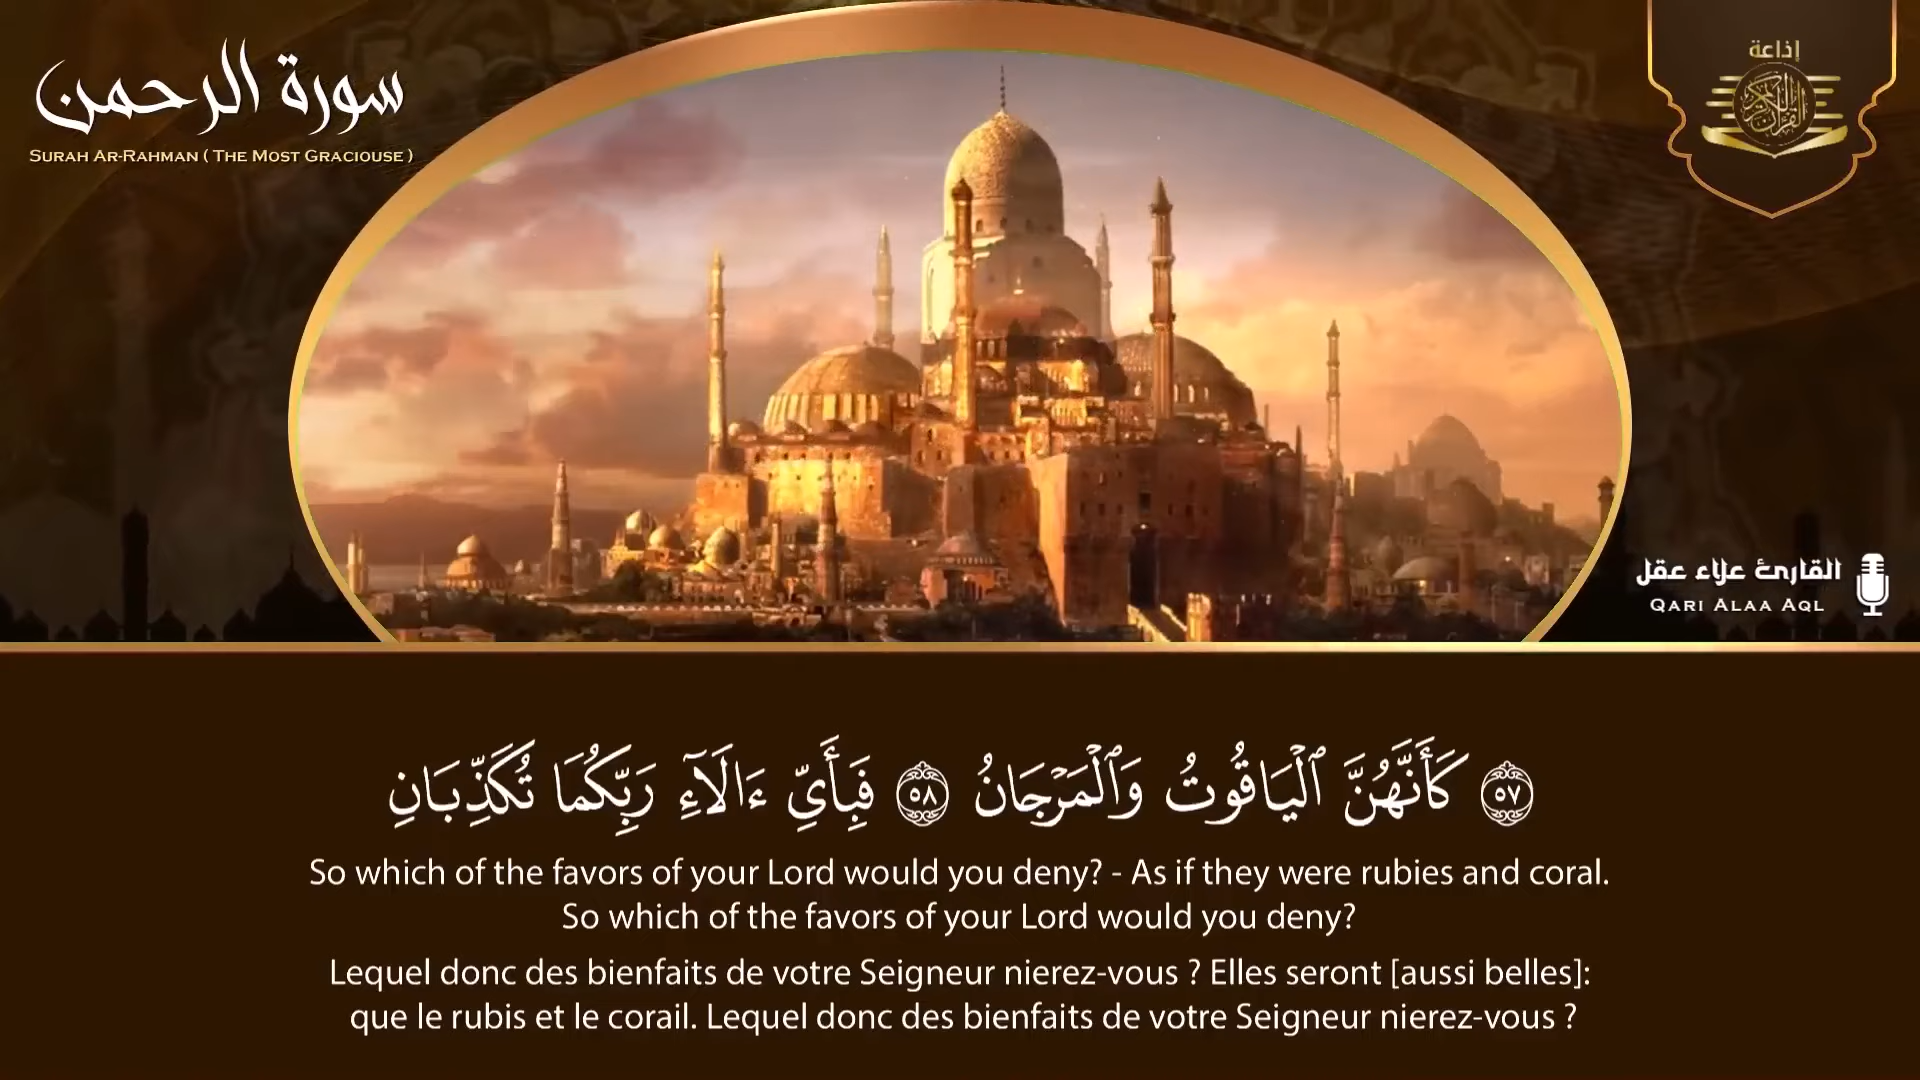 سورة الرحمن
SURAH AR-RAHMAN ( THE MOST GRACIOUSE )
إذاعة
القرآن الكريم
القارئ علاء عقل
QARI ALAA AQL
۝٥٧ كَأَنَّهُنَّ ٱلْيَاقُوتُ وَٱلْمَرْجَانُ ۝٥٨ فَبِأَيِّ ءَالَآءِ رَبِّكُمَا تُكَذِّبَانِ
So which of the favors of your Lord would you deny? - As if they were rubies and coral.
So which of the favors of your Lord would you deny?
Lequel donc des bienfaits de votre Seigneur nierez-vous ? Elles seront [aussi belles]:
que le rubis et le corail. Lequel donc des bienfaits de votre Seigneur nierez-vous ?